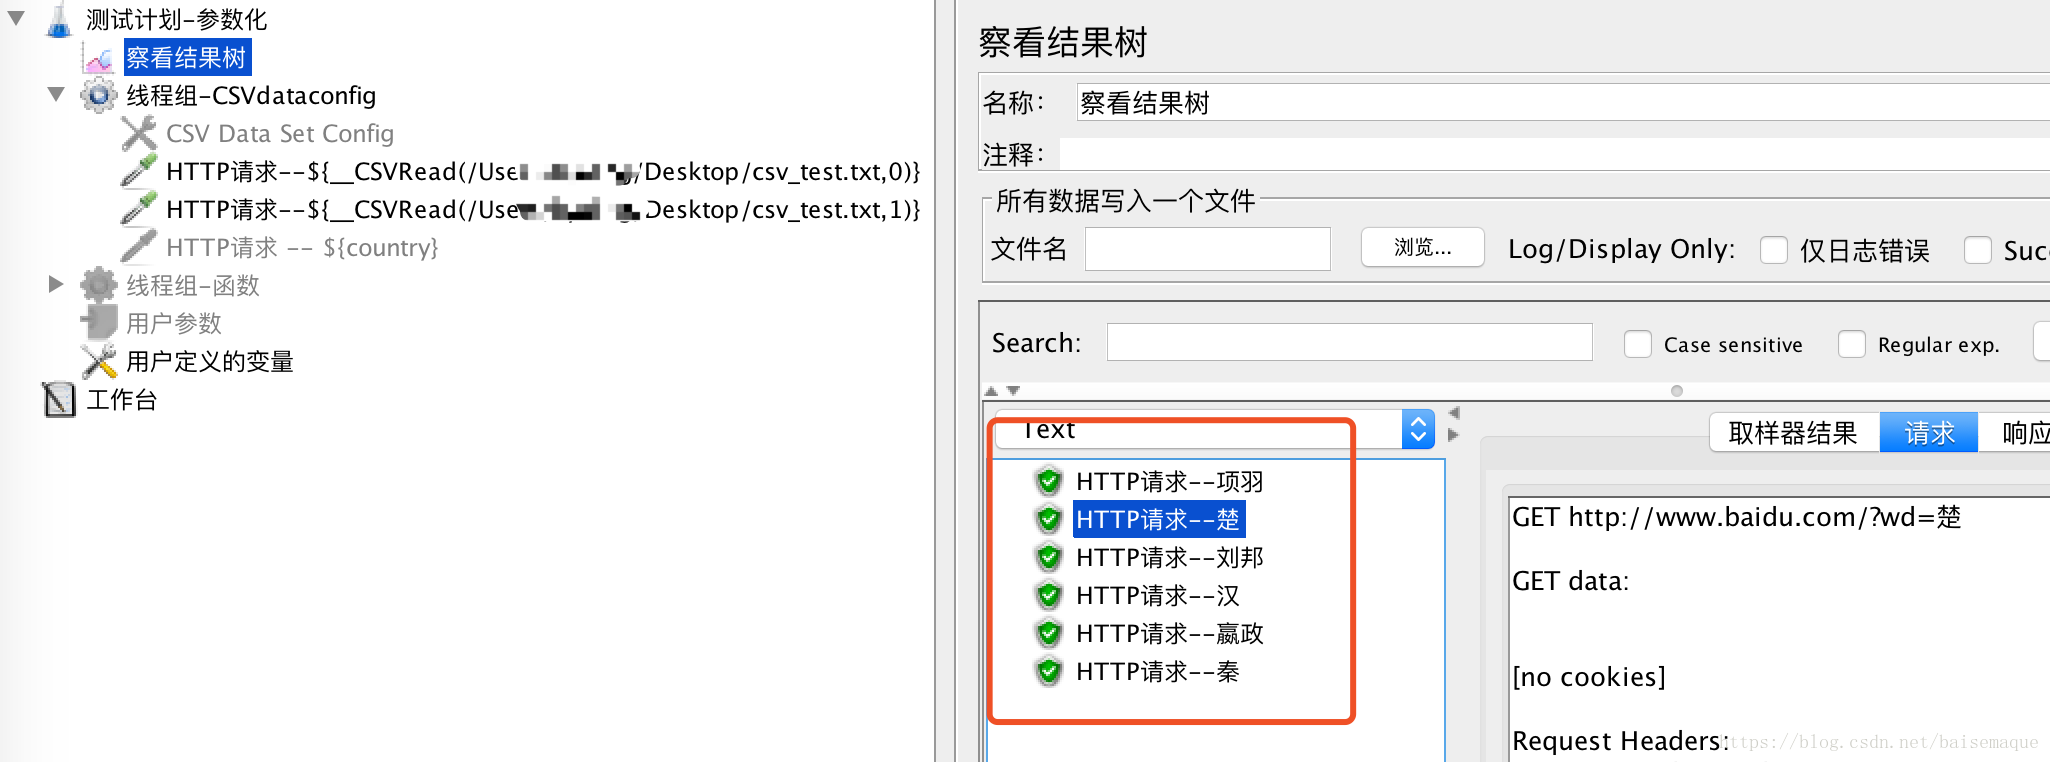 测试计划-参数化
察看结果树
线程组-CSVdataconfig
CSV Data Set Config
HTTP请求--${__CSVRead(/Use /Desktop/csv_test.txt,0)}
HTTP请求--${__CSVRead(/Use Desktop/csv_test.txt,1)}
HTTP请求 -- ${country}
线程组-函数
用户参数
用户定义的变量
工作台
察看结果树
名称： 察看结果树
注释：
所有数据写入一个文件
文件名 浏览... Log/Display Only: 仅日志错误 Suc
Search: Case sensitive Regular exp.
Text
HTTP请求--项羽
HTTP请求--楚
HTTP请求--刘邦
HTTP请求--汉
HTTP请求--嬴政
HTTP请求--秦
取样器结果 请求 响应
GET http://www.baidu.com/?wd=楚
GET data:
[no cookies]
Request Headers:
https://blog.csdn.net/baisemaque